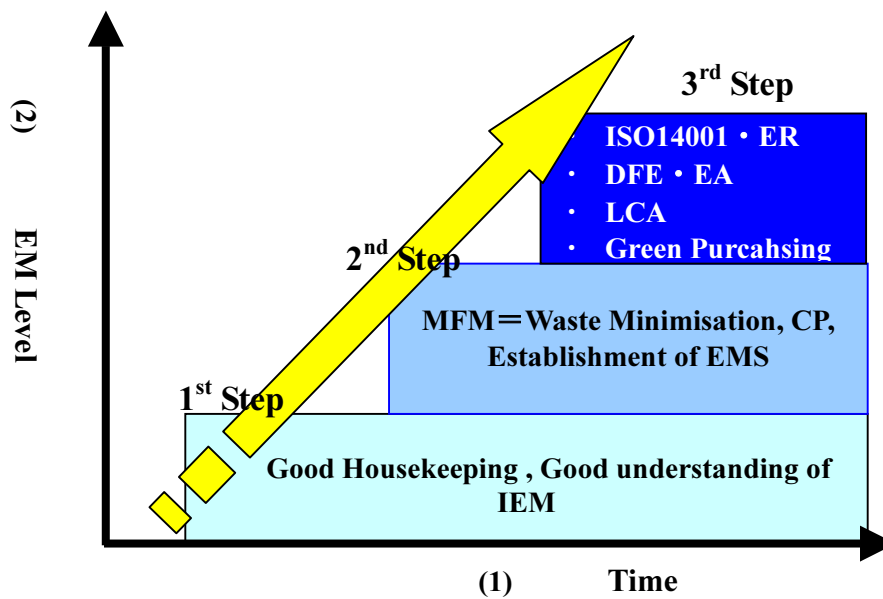 3rd Step
· ISO14001・ER
· DFE・EA
· LCA
· Green Purcahsing
2nd Step
MFM＝Waste Minimisation, CP,
Establishment of EMS
1st Step
Good Housekeeping , Good understanding of
IEM
(2) EM Level
(1) Time